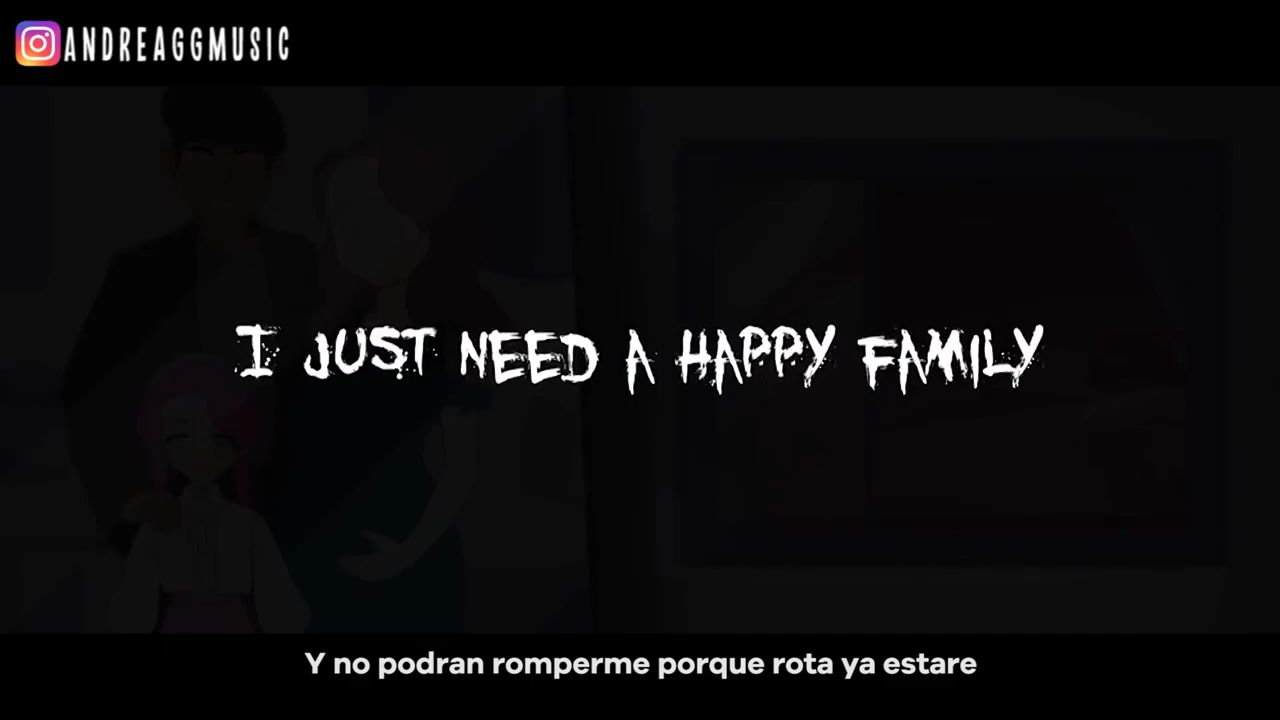 ANDREAGGMUSIC
I JUST NEED A HAPPY FAMILY
Y no podran romperme porque rota ya estare